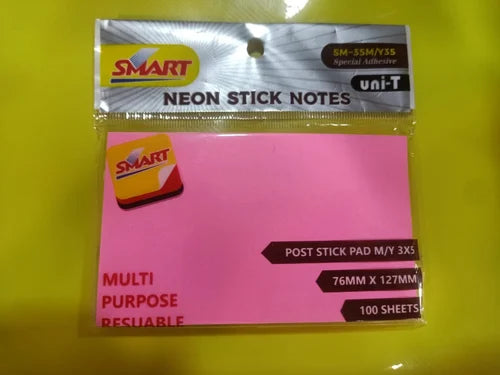 SMART
SM-35M/Y35
Special Adhesive
uni-T
NEON STICK NOTES
SMART
POST STICK PAD M/Y 3X5
76MM X 127MM
100 SHEETS
MULTI
PURPOSE
RESUABLE